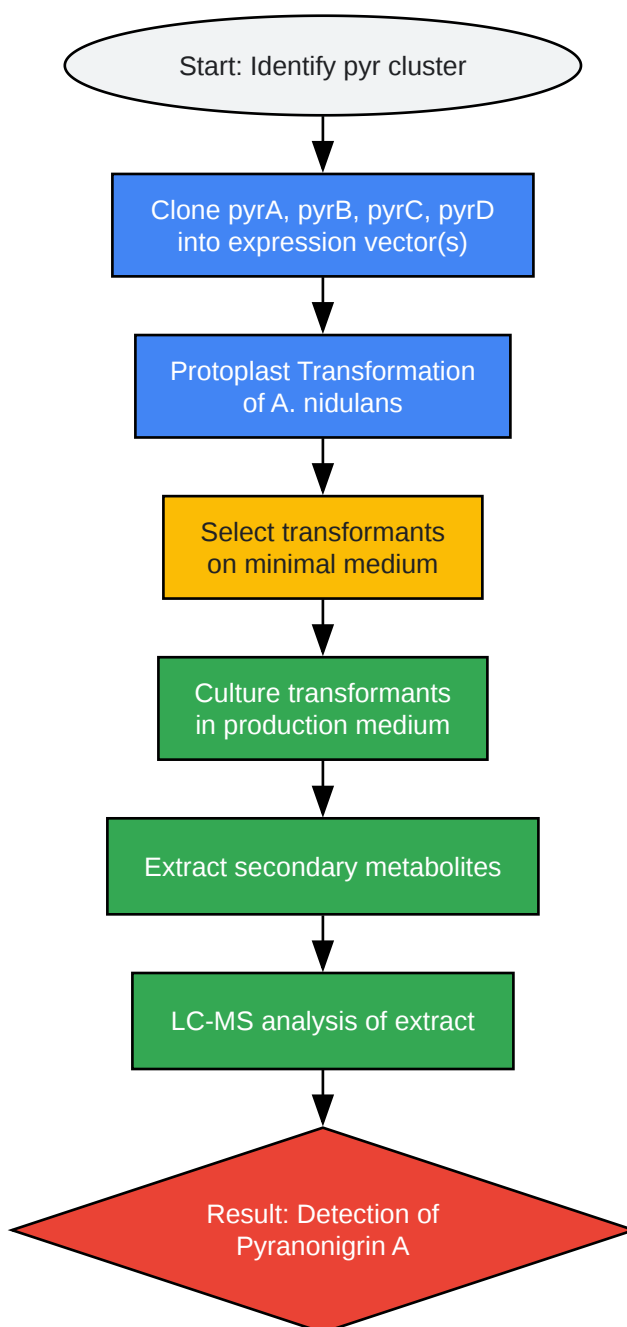 Start: Identify pyr cluster
Clone pyrA, pyrB, pyrC, pyrD
into expression vector(s)
Protoplast Transformation
of A. nidulans
Select transformants
on minimal medium
Culture transformants
in production medium
Extract secondary metabolites
LC-MS analysis of extract
Result: Detection of
Pyranonigrin A